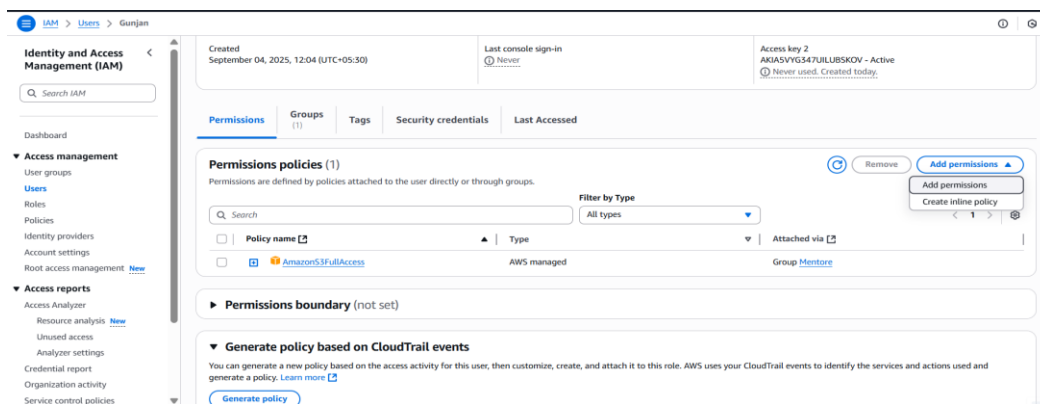 IAM > Users > Gunjan
Identity and Access Management (IAM)
Search IAM
Dashboard
Access management
User groups
Users
Roles
Policies
Identity providers
Account settings
Root access management New
Access reports
Access Analyzer
Resource analysis New
Unused access
Analyzer settings
Credential report
Organization activity
Service control policies
Created
September 04, 2025, 12:04 (UTC+05:30)
Last console sign-in
Never
Access key 2
AKIA5VYG347UILUBSKOV - Active
Never used. Created today.
Permissions
Groups
(1)
Tags
Security credentials
Last Accessed
Permissions policies (1)
Remove
Add permissions
Permissions are defined by policies attached to the user directly or through groups.
Add permissions
Create inline policy
Filter by Type
Search
All types
< 1 >
Policy name
Type
Attached via
AmazonS3FullAccess
AWS managed
Group Mentore
Permissions boundary (not set)
Generate policy based on CloudTrail events
You can generate a new policy based on the access activity for this user, then customize, create, and attach it to this role. AWS uses your CloudTrail events to identify the services and actions used and
generate a policy. Learn more
Generate policy